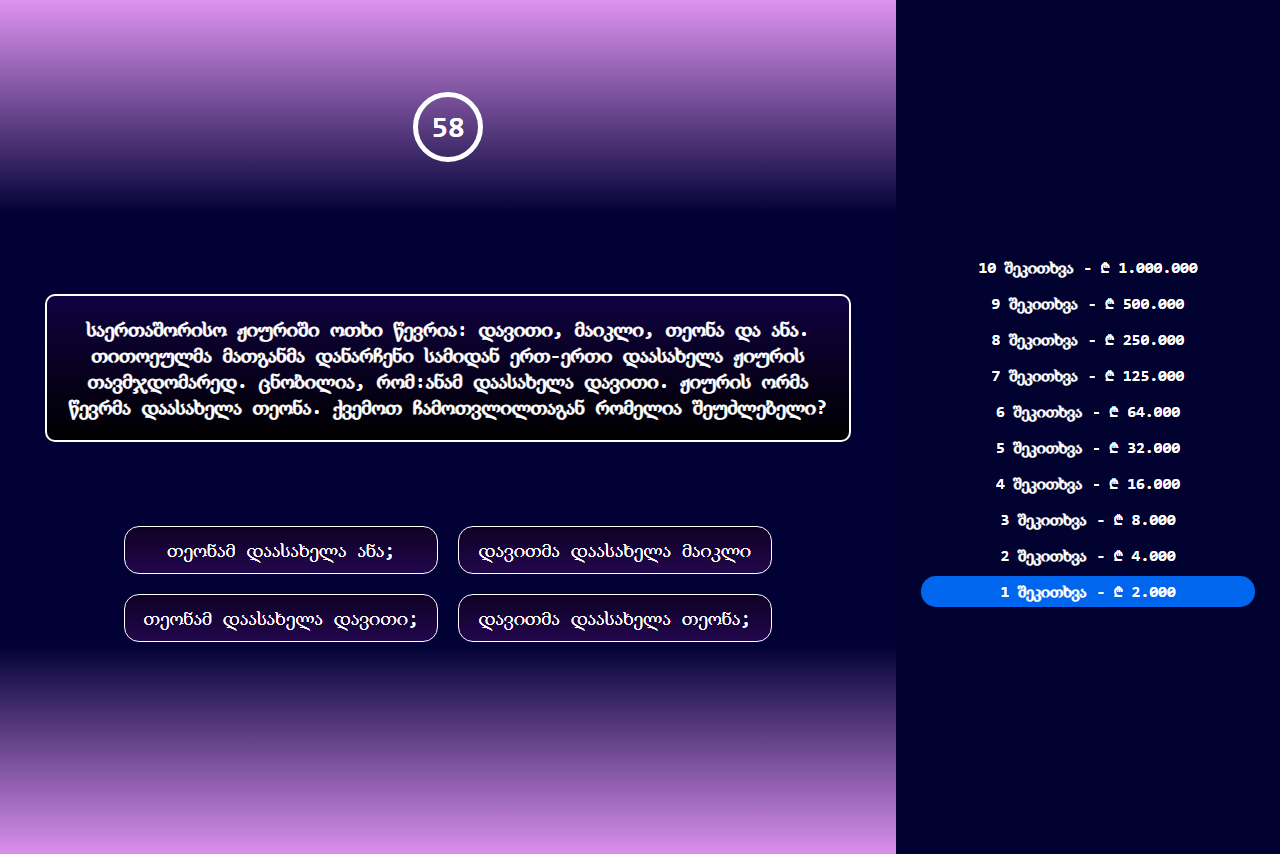 58
საერთაშორისო ჟიურიში ოთხი წევრია: დავითი, მაიკლი, თეონა და ანა.
თითოეულმა მათგანმა დანარჩენი სამიდან ერთ-ერთი დაასახელა ჟიურის
თავმჯდომარედ. ცნობილია, რომ:ანამ დაასახელა დავითი. ჟიურის ორმა
წევრმა დაასახელა თეონა. ქვემოთ ჩამოთვლილთაგან რომელია შეუძლებელი?
თეონამ დაასახელა ანა;
დავითმა დაასახელა მაიკლი
თეონამ დაასახელა დავითი;
დავითმა დაასახელა თეონა;
10 შეკითხვა - ₾ 1.000.000
9 შეკითხვა - ₾ 500.000
8 შეკითხვა - ₾ 250.000
7 შეკითხვა - ₾ 125.000
6 შეკითხვა - ₾ 64.000
5 შეკითხვა - ₾ 32.000
4 შეკითხვა - ₾ 16.000
3 შეკითხვა - ₾ 8.000
2 შეკითხვა - ₾ 4.000
1 შეკითხვა - ₾ 2.000